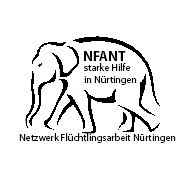 NFANT
starke Hilfe
in Nürtingen
Netzwerk Flüchtlingsarbeit Nürtingen